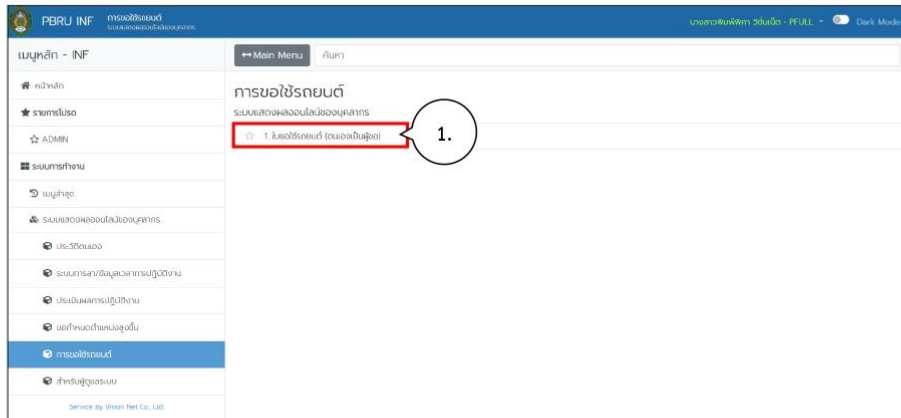 PBRU INF
การขอใช้รถยนต์
ระบบแสดงผลออนไลน์ของบุคลากร
นางสาวพิมพ์พิศา วิชั่นเน็ต - PFULL
Dark Mode
เมนูหลัก - INF
Main Menu
ค้นหา
หน้าหลัก
รายการโปรด
ADMIN
ระบบการทำงาน
เมนูล่าสุด
ระบบแสดงผลออนไลน์ของบุคลากร
ประวัติตนเอง
ระบบการลา/ข้อมูลเวลาการปฏิบัติงาน
ประเมินผลการปฏิบัติงาน
ขอกำหนดตำแหน่งสูงขึ้น
การขอใช้รถยนต์
สำหรับผู้ดูแลระบบ
Service by Vision Net Co., Ltd.
การขอใช้รถยนต์
ระบบแสดงผลออนไลน์ของบุคลากร
1. ใบขอใช้รถยนต์ (ตนเองเป็นผู้ขอ)
1.